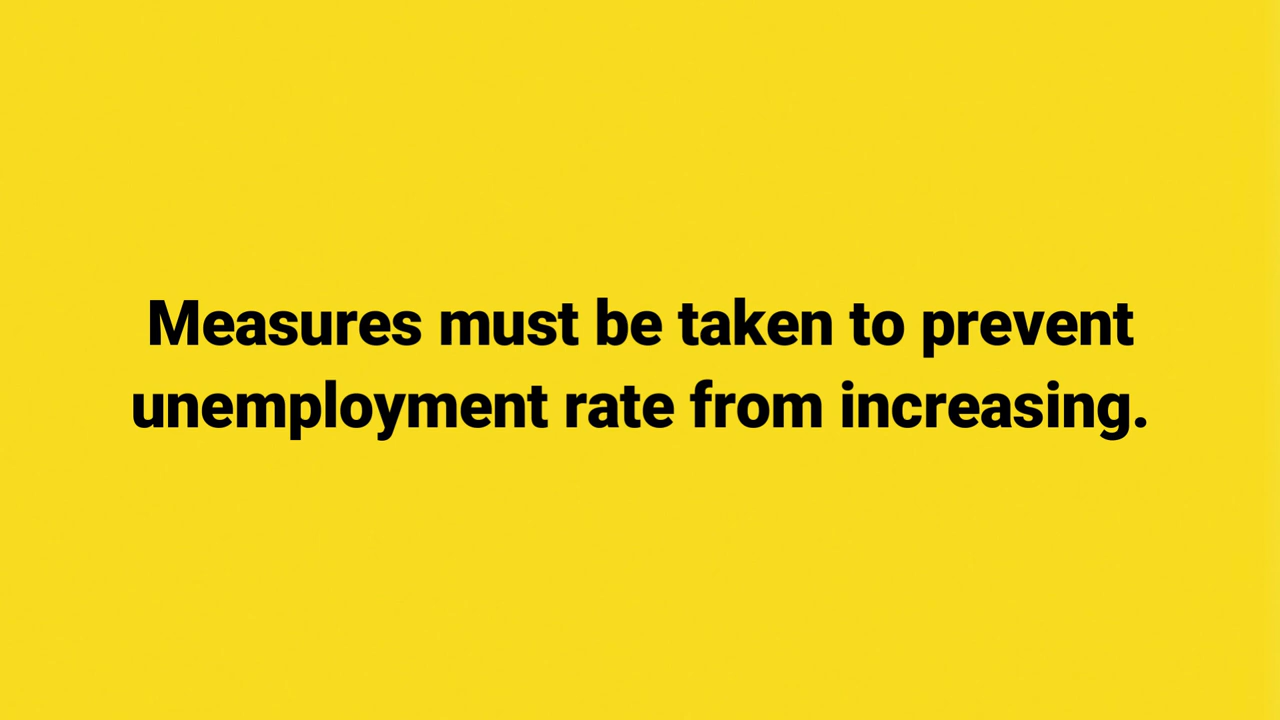 Measures must be taken to prevent
unemployment rate from increasing.